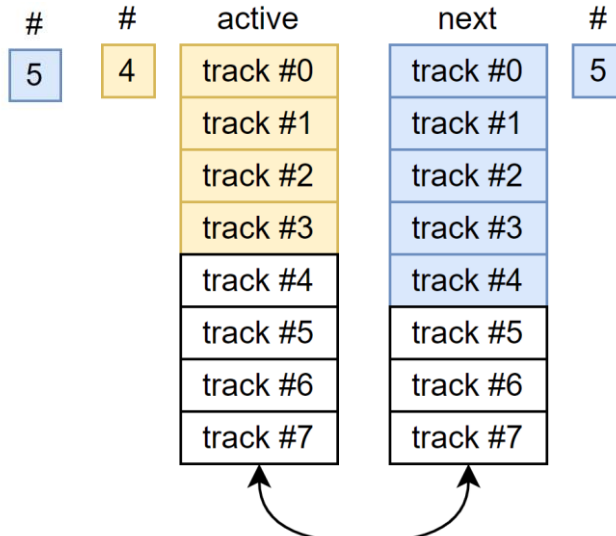 # # active next #
5 4 track #0 track #0 5
track #1 track #1
track #2 track #2
track #3 track #3
track #4 track #4
track #5 track #5
track #6 track #6
track #7 track #7